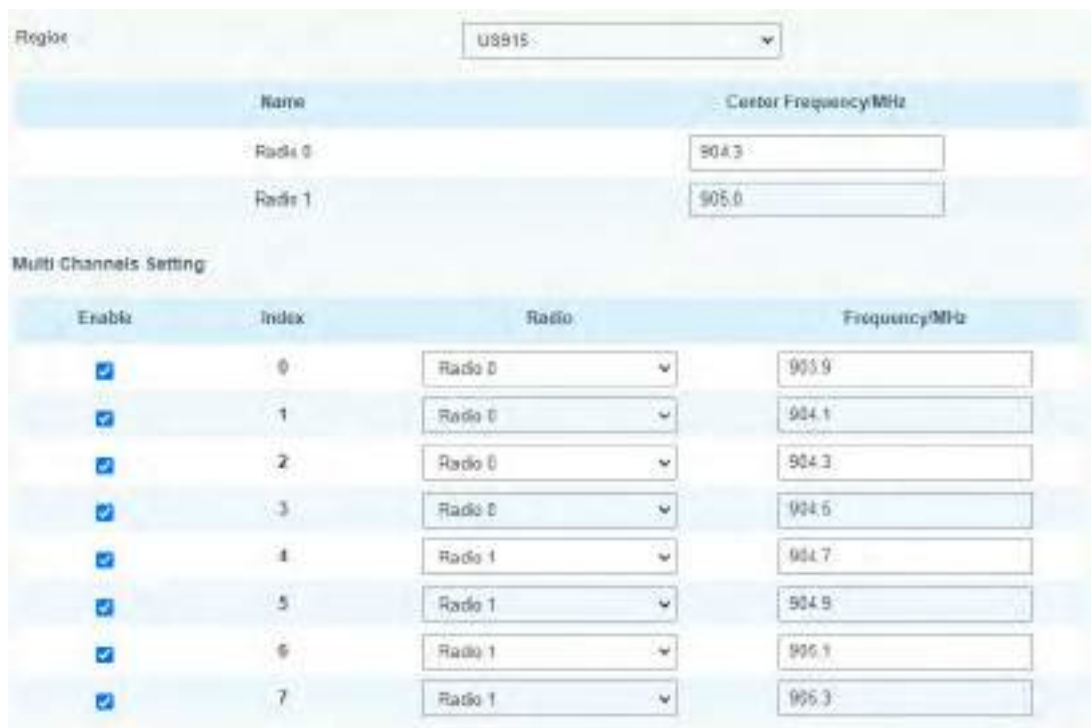 Region US915
Name Center Frequency/MHz
Radio 0 904.3
Radio 1 905.0
Multi Channels Setting
Enable Index Radio Frequency/MHz
0 Radio 0 903.9
1 Radio 0 904.1
2 Radio 0 904.3
3 Radio 0 904.5
4 Radio 1 904.7
5 Radio 1 904.9
6 Radio 1 905.1
7 Radio 1 905.3